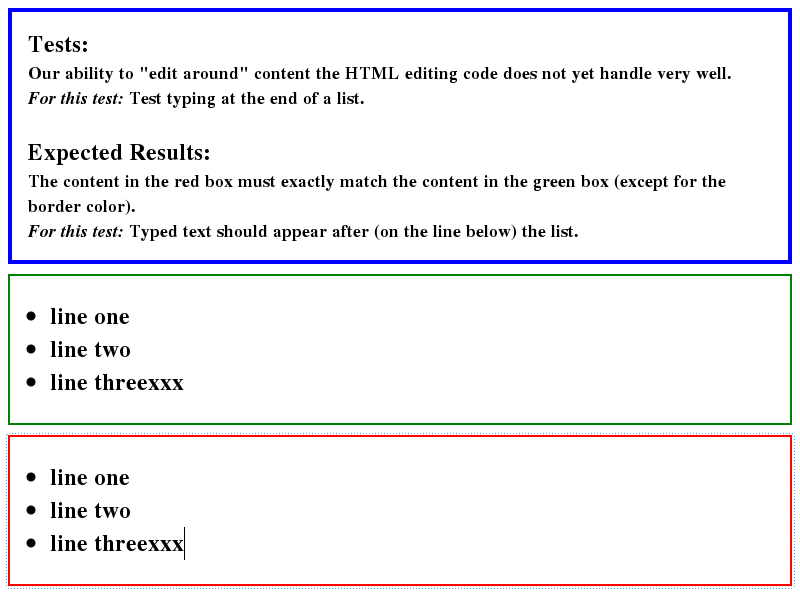 Tests:
Our ability to "edit around" content the HTML editing code does not yet handle very well.
For this test: Test typing at the end of a list.
Expected Results:
The content in the red box must exactly match the content in the green box (except for the
border color).
For this test: Typed text should appear after (on the line below) the list.
• line one
• line two
• line threexxx
• line one
• line two
• line threexxx